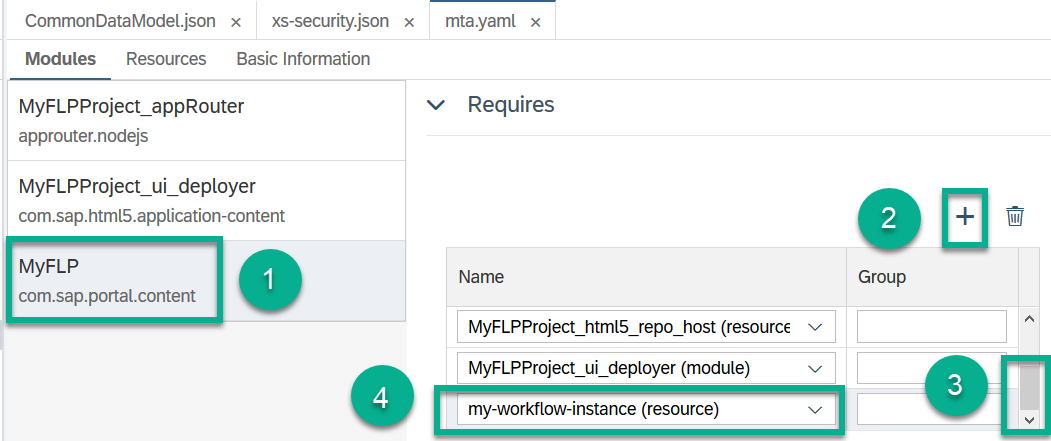 CommonDataModel.json × xs-security.json × mta.yaml ×
Modules Resources Basic Information
MyFLPProject_appRouter
approuter.nodejs
MyFLPProject_ui_deployer
com.sap.html5.application-content
MyFLP
com.sap.portal.content
1
Requires
2 +
Name Group
MyFLPProject_html5_repo_host (resource
MyFLPProject_ui_deployer (module)
3
4
my-workflow-instance (resource)